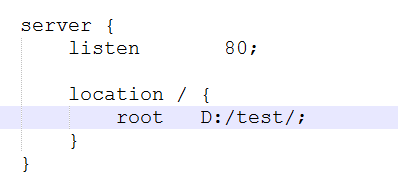 server {
    listen       80;
    location / {
        root   D:/test/;
    }
}